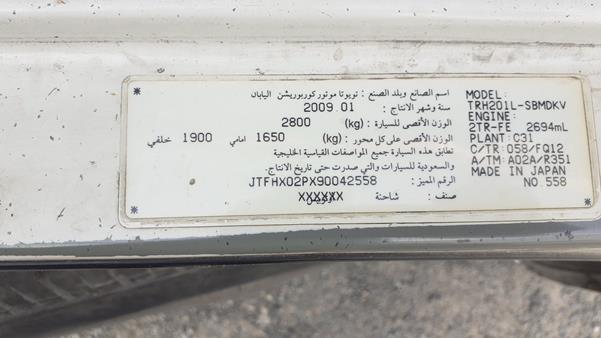 اسم الصانع وبلد الصنع : تويوتا موتور كوربوريشن اليابان
سنة وشهر الانتاج : 2009.01
الوزن الأقصى للسيارة : (kg) 2800
الوزن الأقصى على كل محور : (kg) 1650 امامي 1900 خلفي
تطابق هذه السيارة جميع المواصفات القياسية الخليجية
والسعودية للسيارات والتي صدرت حتى تاريخ الانتاج.
الرقم المميز : JTFHX02PX90042558
صنف : شاحنة XXXXXX
MODEL:
TRH201L-SBMDKV
ENGINE:
2TR-FE 2694mL
PLANT: C31
C/TR: 058/FQ12
A/TM: A02A/R351
MADE IN JAPAN
NO.558